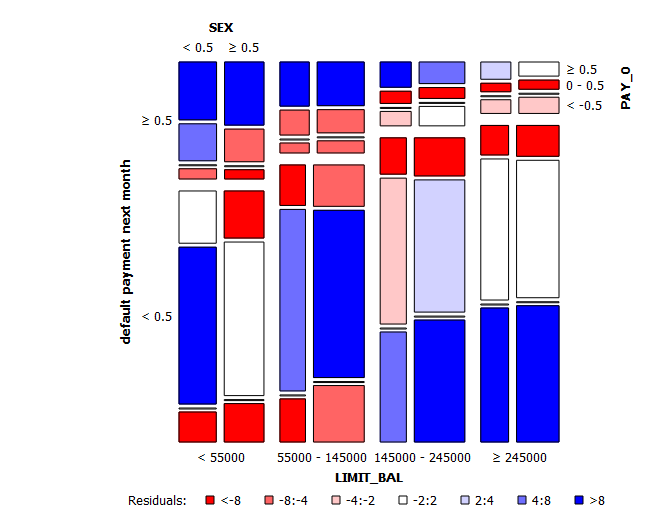 SEX
< 0.5 ≥ 0.5
≥ 0.5
0 - 0.5
< -0.5
PAY_0
≥ 0.5
default payment next month
< 0.5
< 55000 55000 - 145000 145000 - 245000 ≥ 245000
LIMIT_BAL
Residuals: <-8 -8:-4 -4:-2 -2:2 2:4 4:8 >8